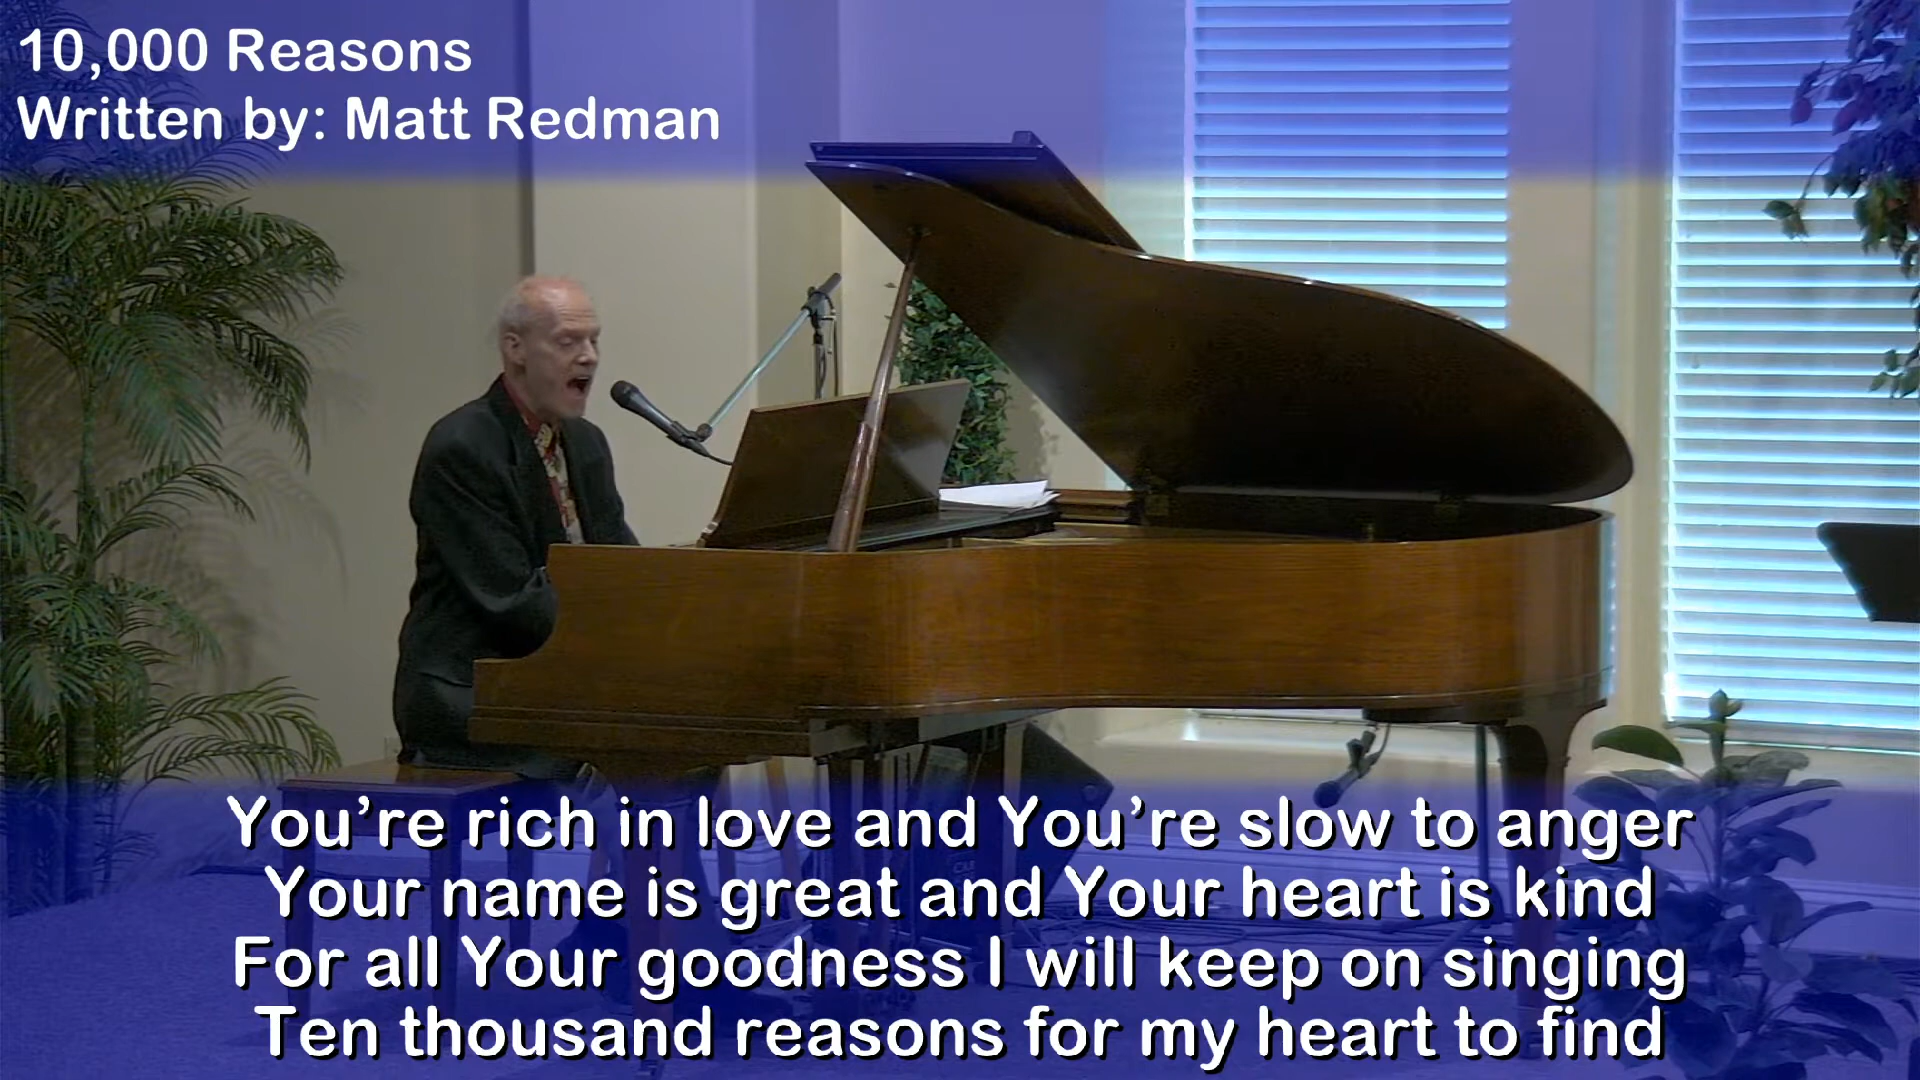 10,000 Reasons
Written by: Matt Redman
You’re rich in love and You’re slow to anger
Your name is great and Your heart is kind
For all Your goodness I will keep on singing
Ten thousand reasons for my heart to find